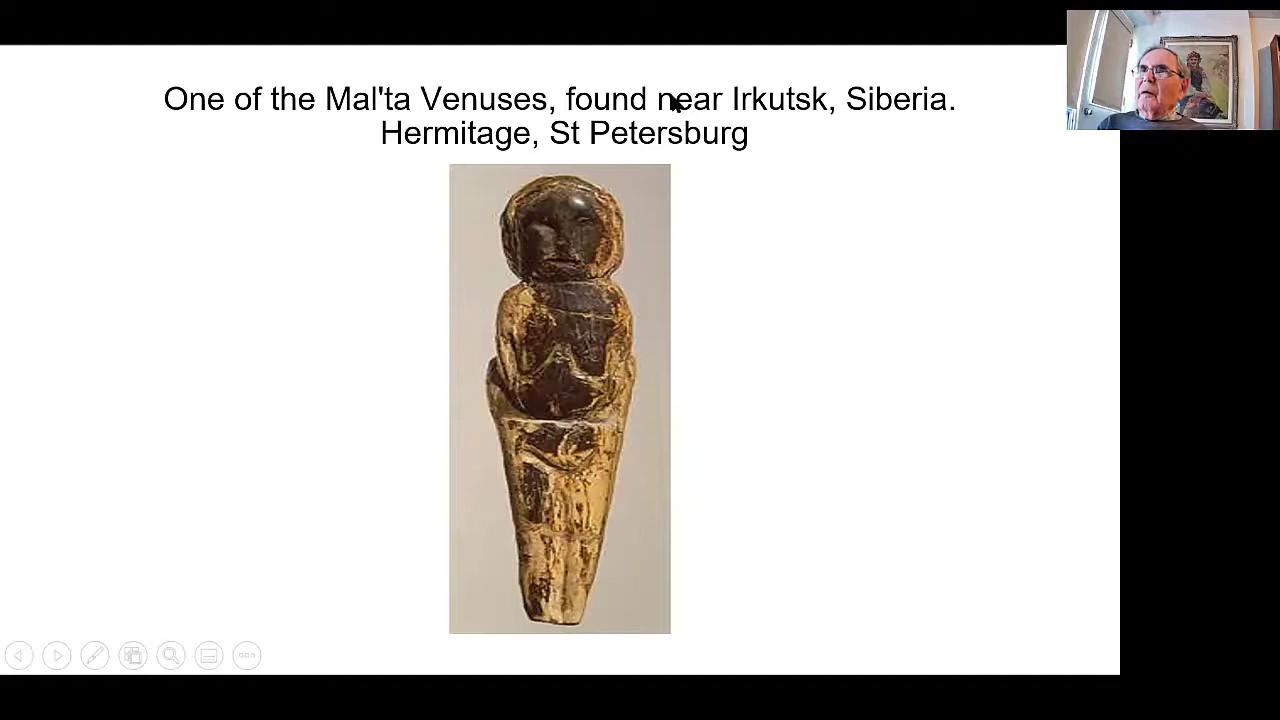 One of the Mal'ta Venuses, found near Irkutsk, Siberia.
Hermitage, St Petersburg